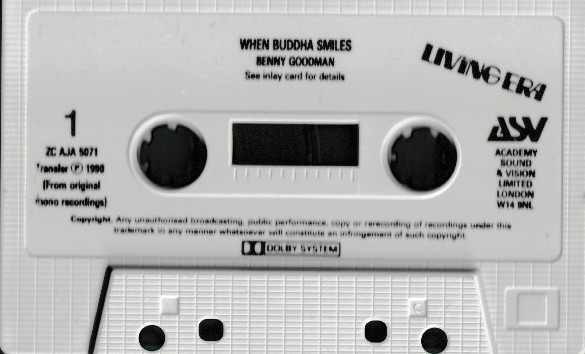 WHEN BUDDHA SMILES
BENNY GOODMAN
See inlay card for details
LIVING ERA
1
ZC AJA 5071
Transfer ℗ 1990
(From original
mono recordings)
ASV
ACADEMY
SOUND
& VISION
LIMITED
LONDON
W14 9NL
Copyright. Any unauthorised broadcasting, public performance, copy or rerecording of recordings under this
trademark in any manner whatsoever will constitute an infringement of such copyright.
DOLBY SYSTEM